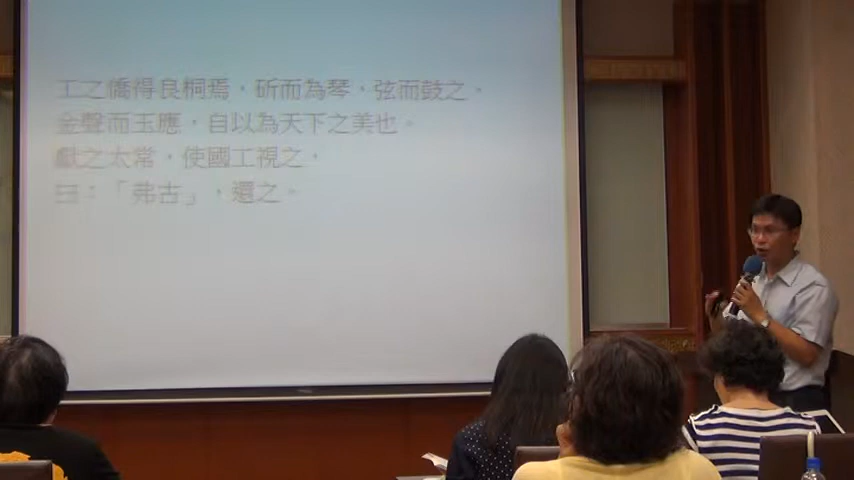 工之僑得良桐焉，斫而為琴，弦而鼓之。
金聲而玉應，自以為天下之美也。
獻之太常，使國工視之，
曰：「弗古」，還之。